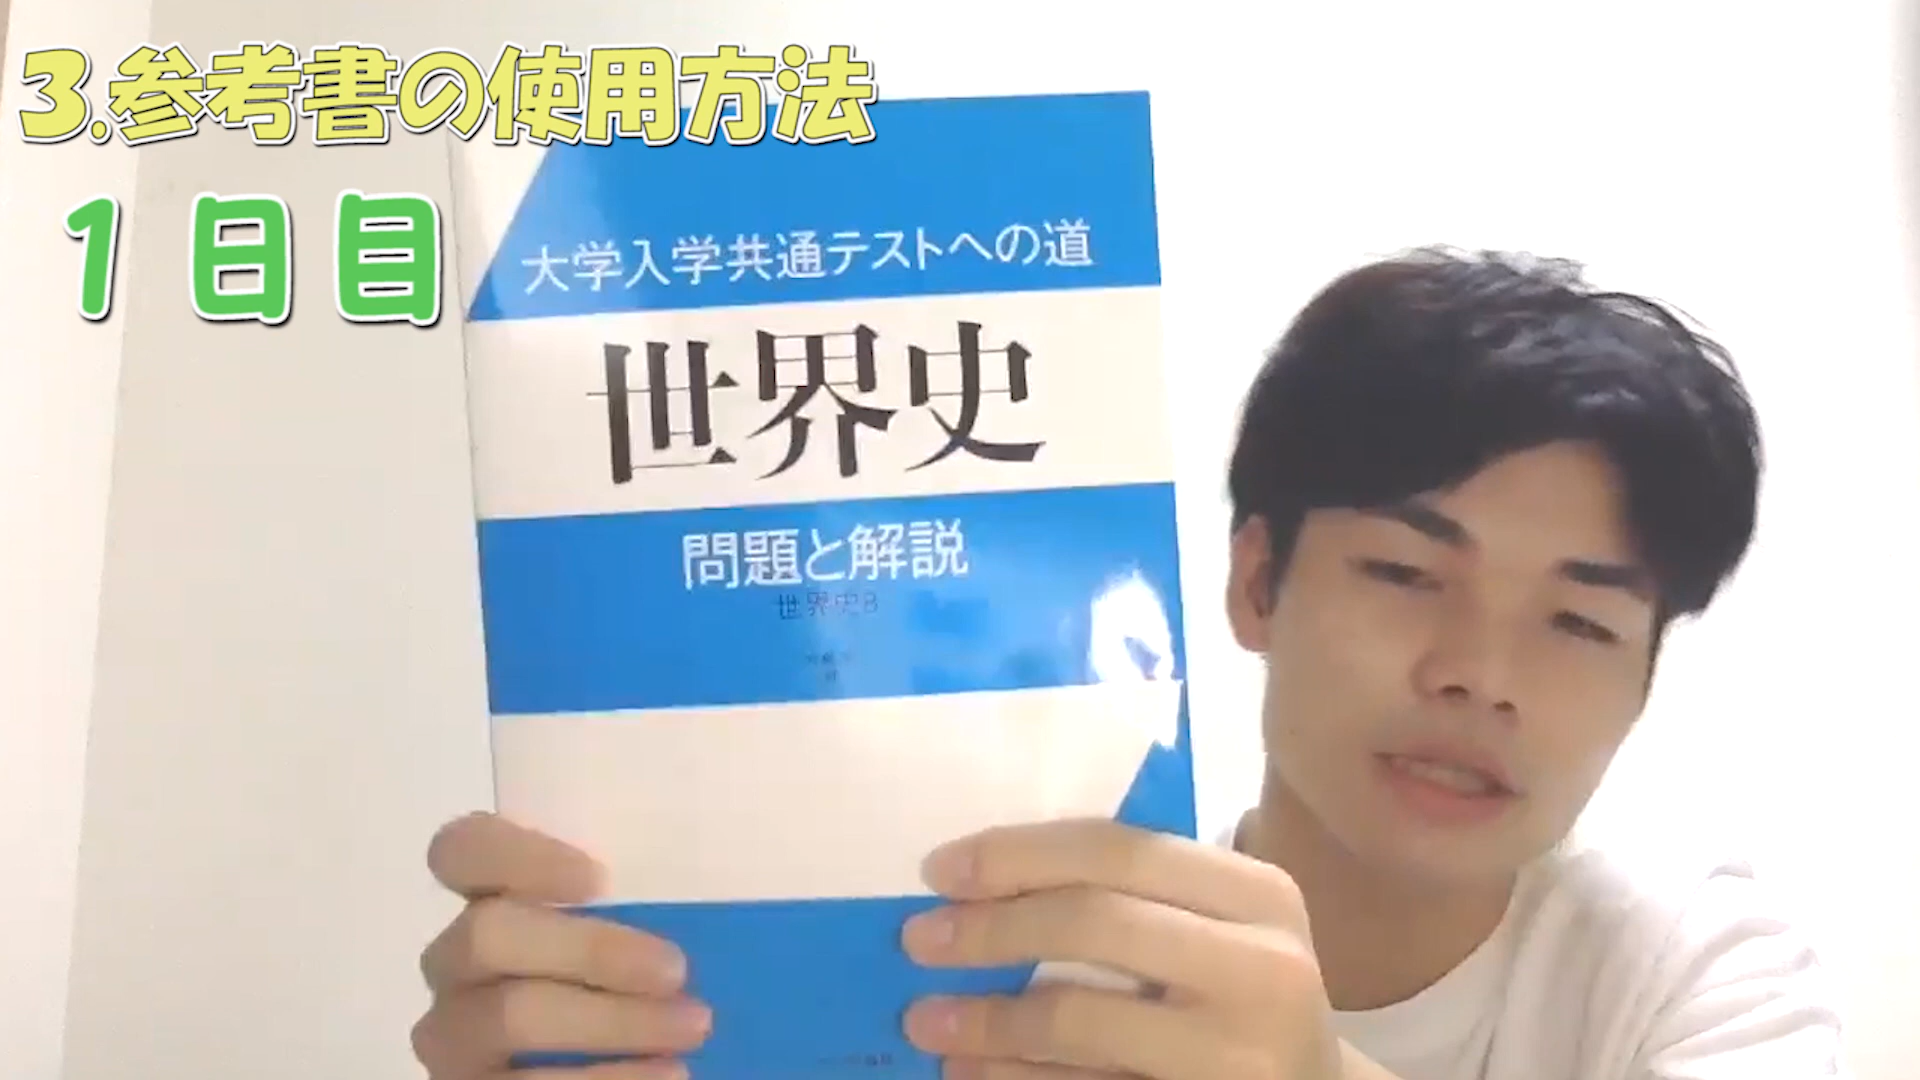 3.参考書の使用方法
1日目
大学入学共通テストへの道
世界史
問題と解説
世界史B